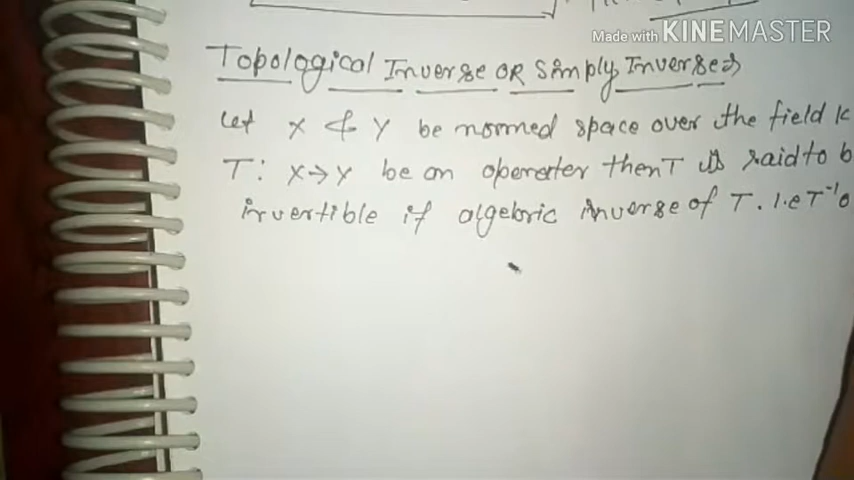 Made with KINEMASTER
Topological Inverse OR Simply Inverses
Let X & Y be normed space over the field K
T: X→Y be an operater then T is said to b
invertible if algebric inverse of T. I.e T⁻¹